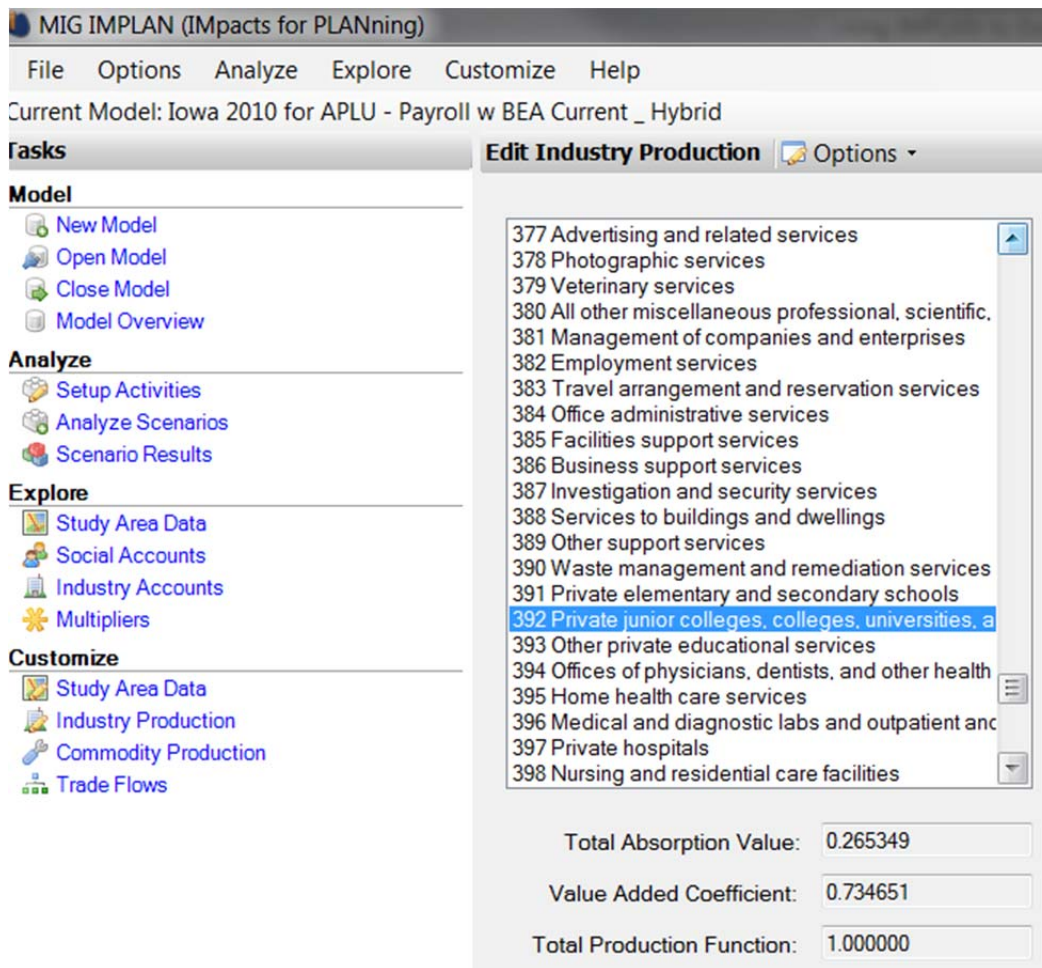 MIG IMPLAN (IMpacts for PLANning)
File Options Analyze Explore Customize Help
Current Model: Iowa 2010 for APLU - Payroll w BEA Current _ Hybrid
Tasks
Model
New Model
Open Model
Close Model
Model Overview
Analyze
Setup Activities
Analyze Scenarios
Scenario Results
Explore
Study Area Data
Social Accounts
Industry Accounts
Multipliers
Customize
Study Area Data
Industry Production
Commodity Production
Trade Flows
Edit Industry Production Options
377 Advertising and related services
378 Photographic services
379 Veterinary services
380 All other miscellaneous professional, scientific,
381 Management of companies and enterprises
382 Employment services
383 Travel arrangement and reservation services
384 Office administrative services
385 Facilities support services
386 Business support services
387 Investigation and security services
388 Services to buildings and dwellings
389 Other support services
390 Waste management and remediation services
391 Private elementary and secondary schools
392 Private junior colleges, colleges, universities, a
393 Other private educational services
394 Offices of physicians, dentists, and other health
395 Home health care services
396 Medical and diagnostic labs and outpatient and
397 Private hospitals
398 Nursing and residential care facilities
Total Absorption Value: 0.265349
Value Added Coefficient: 0.734651
Total Production Function: 1.000000